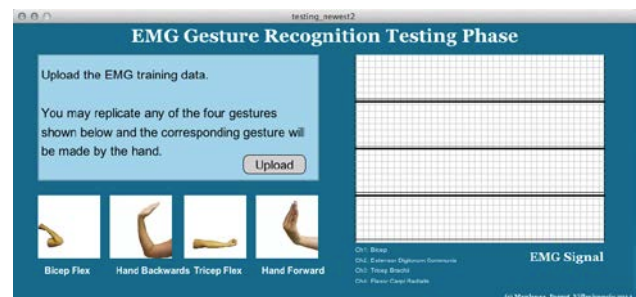 testing_newest2
EMG Gesture Recognition Testing Phase
Upload the EMG training data.
You may replicate any of the four gestures
shown below and the corresponding gesture will
be made by the hand.
Upload
Bicep Flex
Hand Backwards
Tricep Flex
Hand Forward
Ch1: Bicep
Ch2: Extensor Digitorum Communis
Ch3: Tricep Brachii
Ch4: Flexor Carpi Radialis
EMG Signal